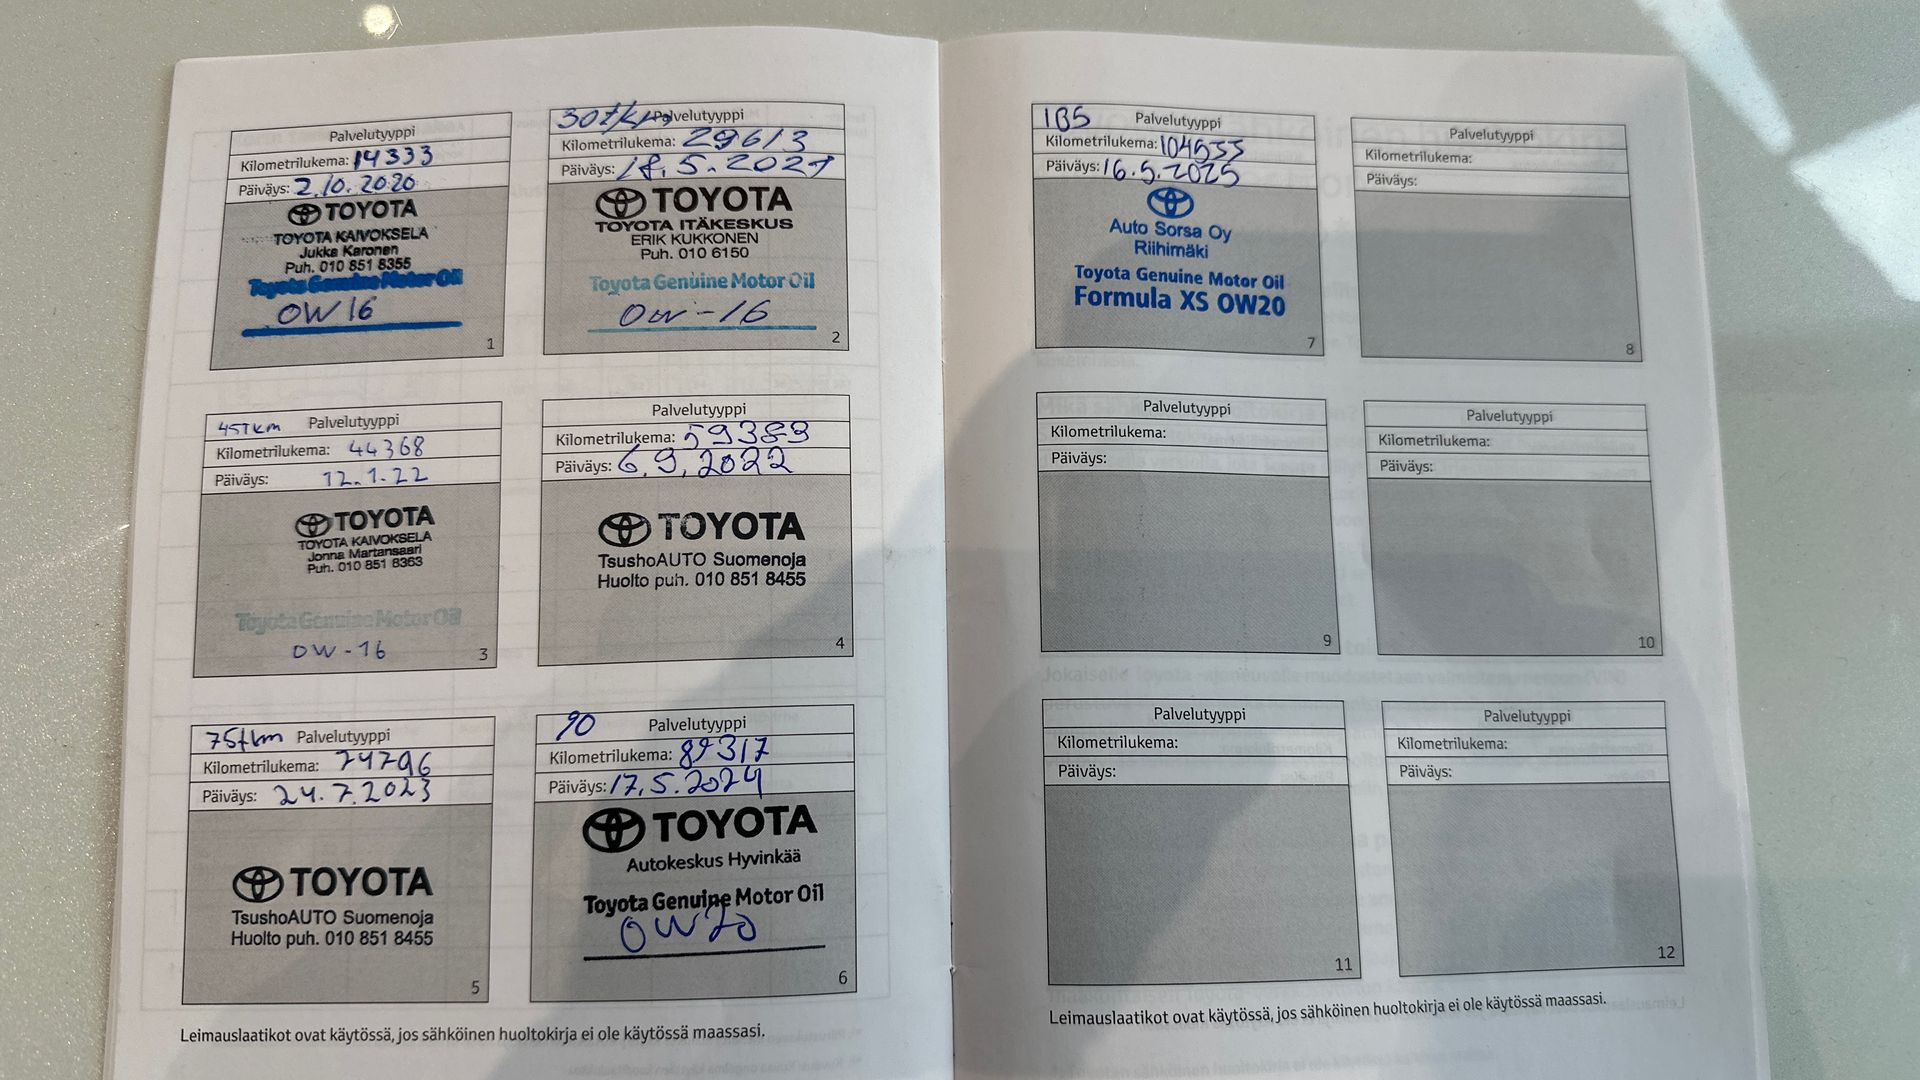 Palvelutyyppi
Kilometrilukema: 14333
Päiväys: 2.10.2020
TOYOTA
TOYOTA KAIVOKSELA
Jukka Karonen
Puh. 010 851 8355
Toyota Genuine Motor Oil
OW16
1
30tkm Palvelutyyppi
Kilometrilukema: 29613
Päiväys: 18.5.2021
TOYOTA
TOYOTA ITÄKESKUS
ERIK KUKKONEN
Puh. 010 6150
Toyota Genuine Motor Oil
OW-16
2
45Tkm Palvelutyyppi
Kilometrilukema: 44368
Päiväys: 12.1.22
TOYOTA
TOYOTA KAIVOKSELA
Jonna Martansaari
Puh. 010 851 8363
Toyota Genuine Motor Oil
OW-16
3
Palvelutyyppi
Kilometrilukema: 59383
Päiväys: 6.9.2022
TOYOTA
TsushoAUTO Suomenoja
Huolto puh. 010 851 8455
4
75tkm Palvelutyyppi
Kilometrilukema: 74796
Päiväys: 24.7.2023
TOYOTA
TsushoAUTO Suomenoja
Huolto puh. 010 851 8455
5
90 Palvelutyyppi
Kilometrilukema: 89317
Päiväys: 17.5.2024
TOYOTA
Autokeskus Hyvinkää
Toyota Genuine Motor Oil
OW20
6
Leimauslaatikot ovat käytössä, jos sähköinen huoltokirja ei ole käytössä maassasi.
105 Palvelutyyppi
Kilometrilukema: 104533
Päiväys: 16.5.2025
Auto Sorsa Oy
Riihimäki
Toyota Genuine Motor Oil
Formula XS OW20
7
Palvelutyyppi
Kilometrilukema:
Päiväys:
8
Palvelutyyppi
Kilometrilukema:
Päiväys:
9
Palvelutyyppi
Kilometrilukema:
Päiväys:
10
Palvelutyyppi
Kilometrilukema:
Päiväys:
11
Palvelutyyppi
Kilometrilukema:
Päiväys:
12
Leimauslaatikot ovat käytössä, jos sähköinen huoltokirja ei ole käytössä maassasi.